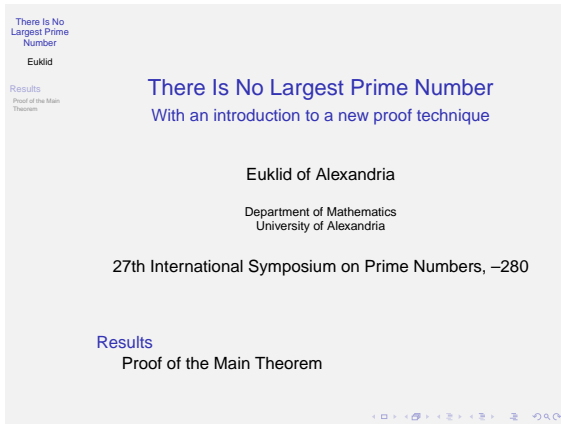 There Is No
Largest Prime
Number
Euklid
Results
Proof of the Main
Theorem
There Is No Largest Prime Number
With an introduction to a new proof technique
Euklid of Alexandria
Department of Mathematics
University of Alexandria
27th International Symposium on Prime Numbers, –280
Results
Proof of the Main Theorem